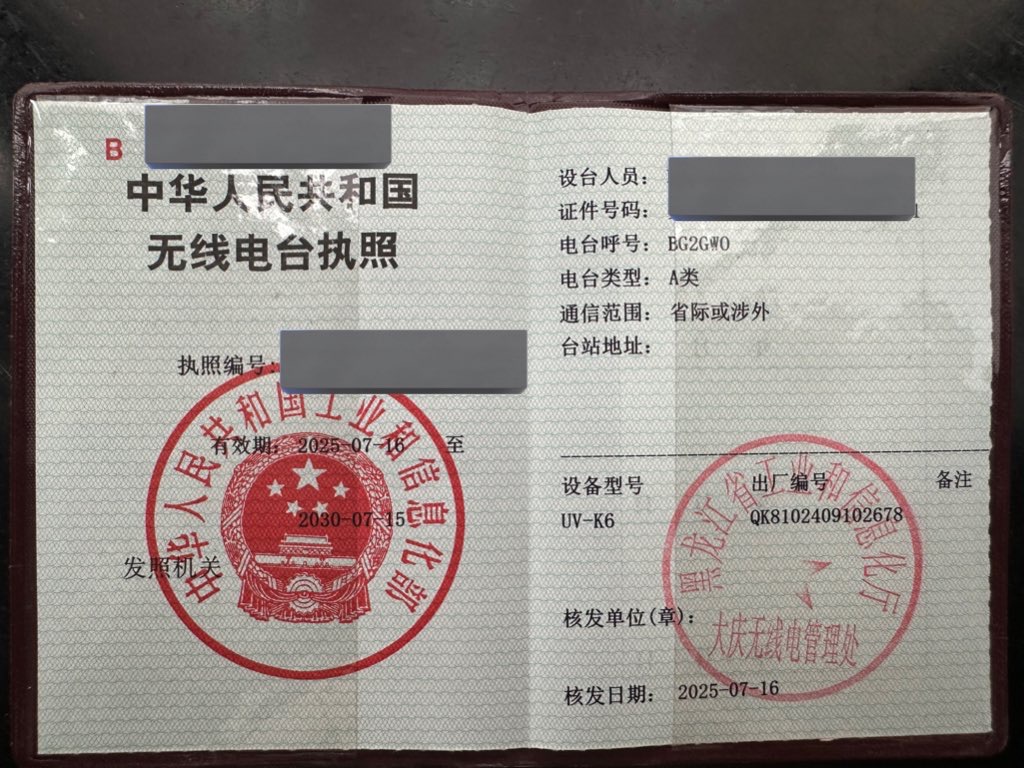 B
中华人民共和国
无线电台执照
执照编号:
有效期: 2025-07-16 至
2030-07-15
发照机关
中华人民共和国工业和信息化部
设台人员:
证件号码:
电台呼号: BG2GWO
电台类型: A类
通信范围: 省际或涉外
台站地址:
设备型号 出厂编号 备注
UV-K6 QK8102409102678
核发单位(章):
黑龙江省工业和信息化厅
大庆无线电管理处
核发日期: 2025-07-16